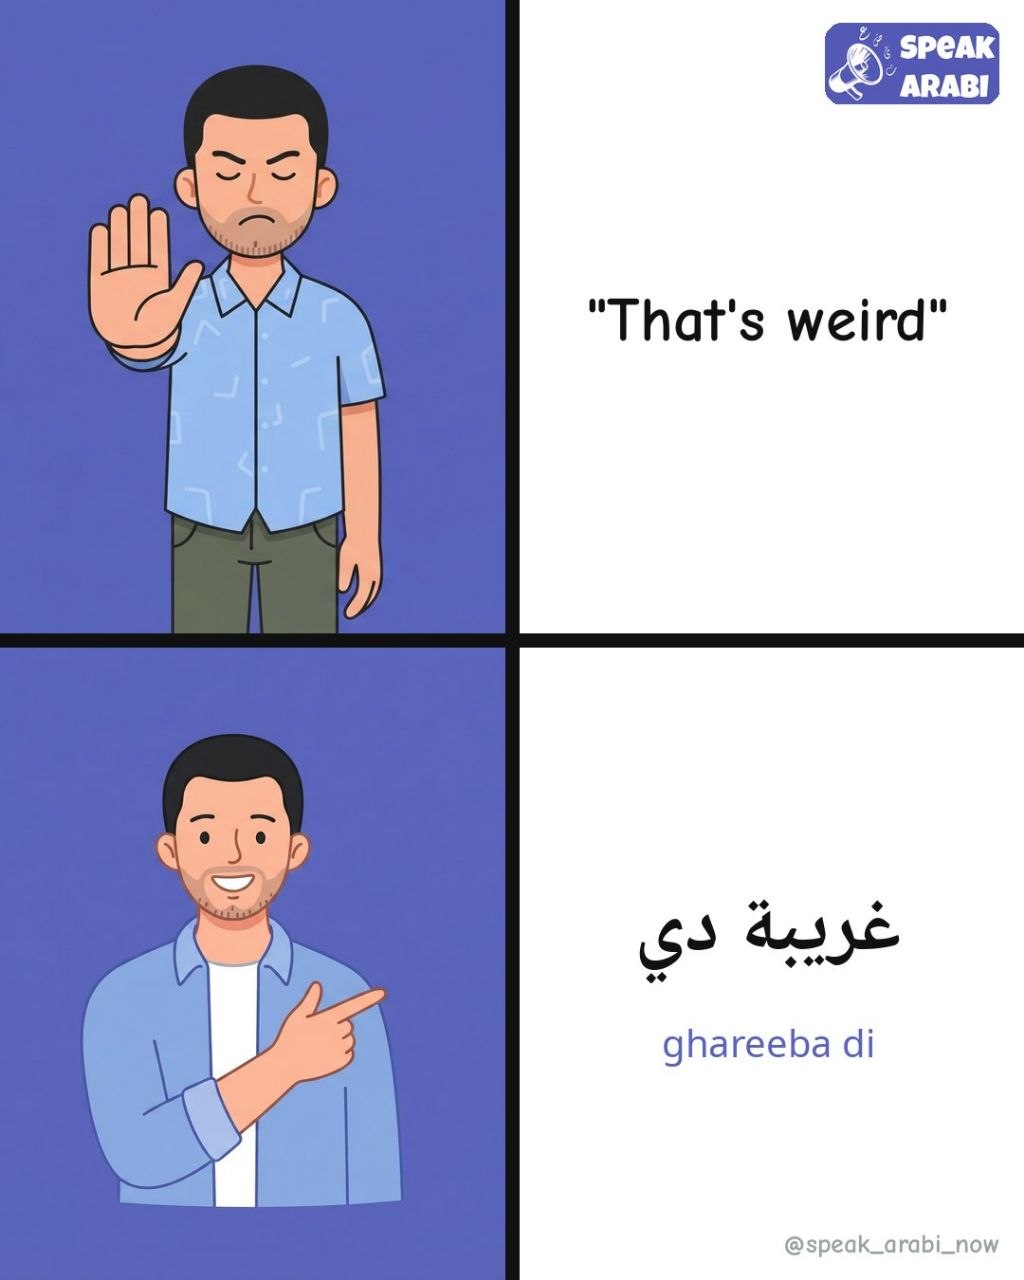 SPEAK
ARABI
"That's weird"
غريبة دي
ghareeba di
@speak_arabi_now